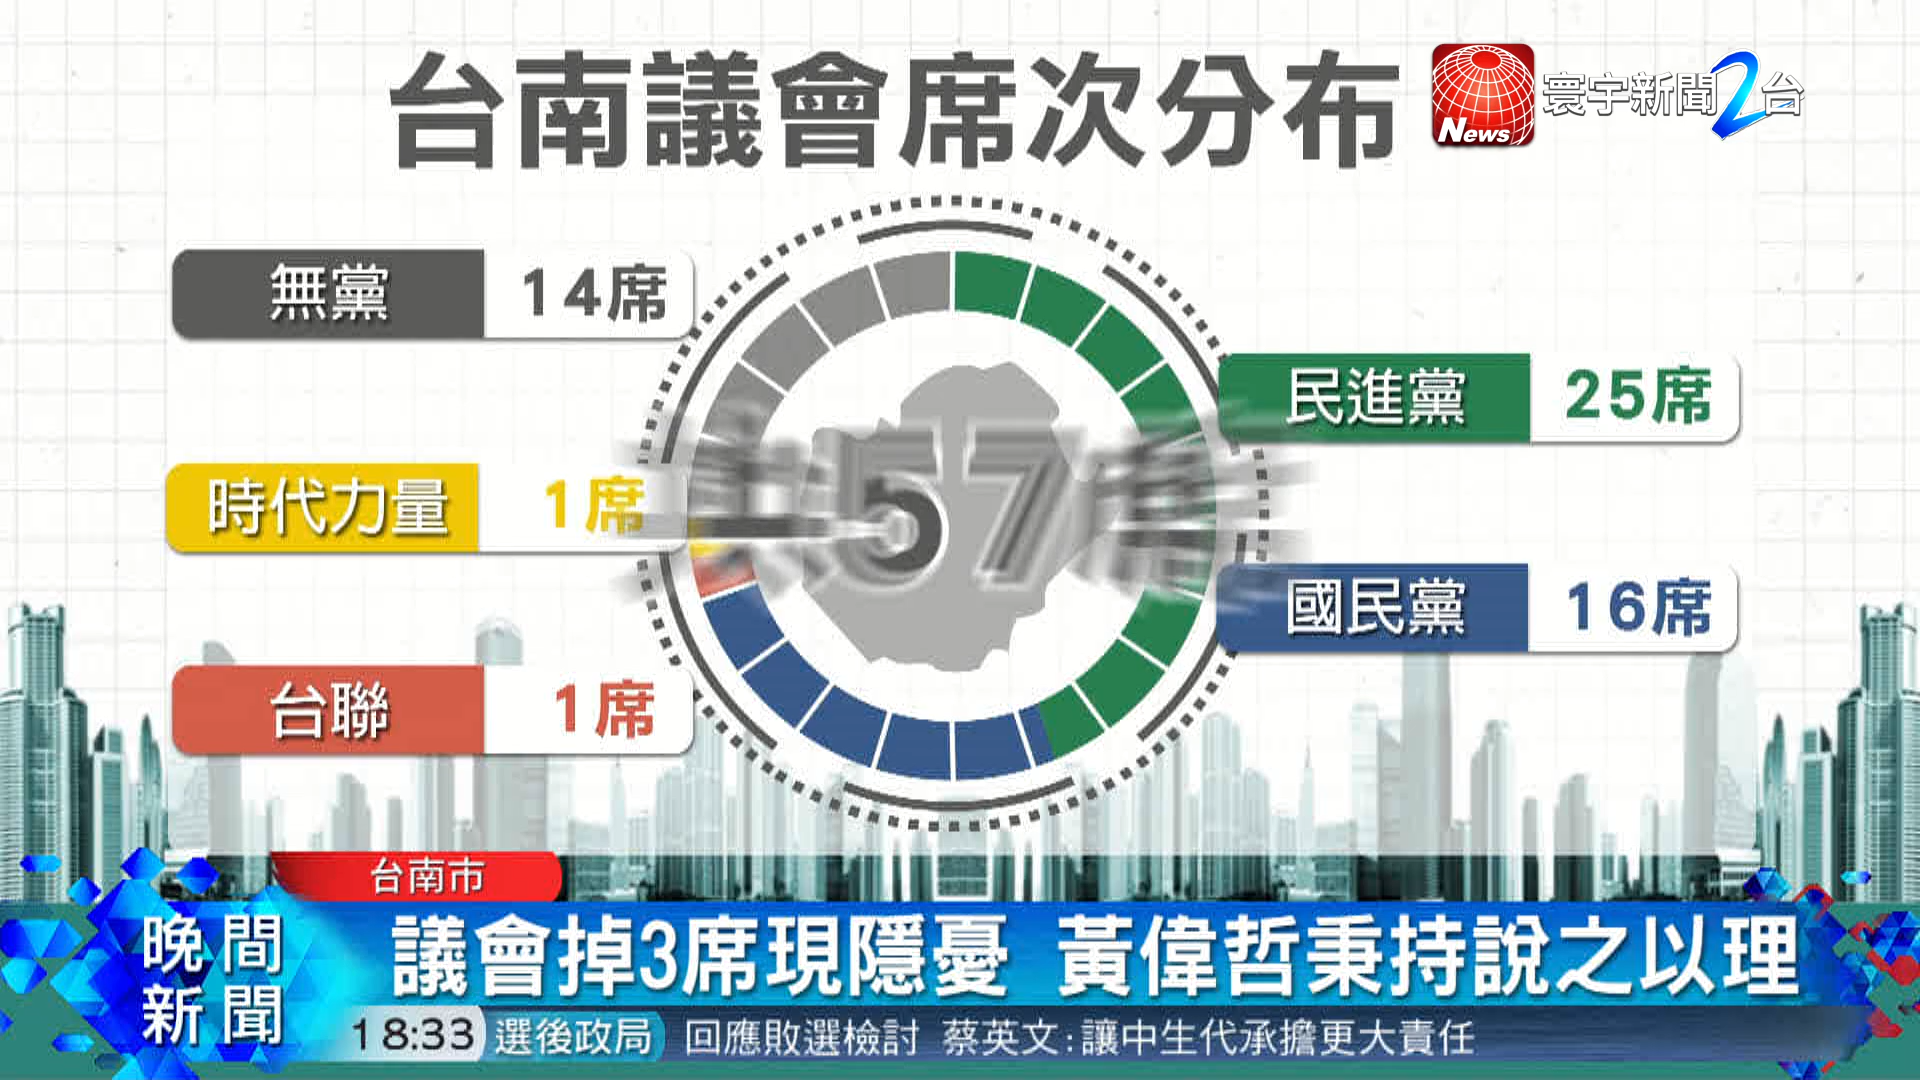 台南議會席次分布
News
寰宇新聞2台
無黨 14席
民進黨 25席
時代力量 1席
57
國民黨 16席
台聯 1席
台南市
晚間新聞
議會掉3席現隱憂 黃偉哲秉持說之以理
18:33 選後政局 回應敗選檢討 蔡英文:讓中生代承擔更大責任